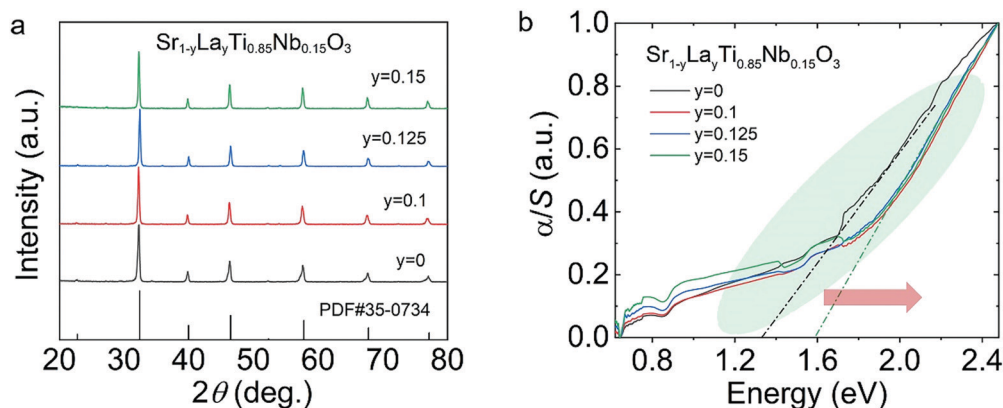 a
Sr1-yLayTi0.85Nb0.15O3
y=0.15
y=0.125
y=0.1
y=0
PDF#35-0734
Intensity (a.u.)
20 30 40 50 60 70 80
2θ (deg.)
b
Sr1-yLayTi0.85Nb0.15O3
y=0
y=0.1
y=0.125
y=0.15
α/S (a.u.)
1.0
0.8
0.6
0.4
0.2
0.0
0.8 1.2 1.6 2.0 2.4
Energy (eV)